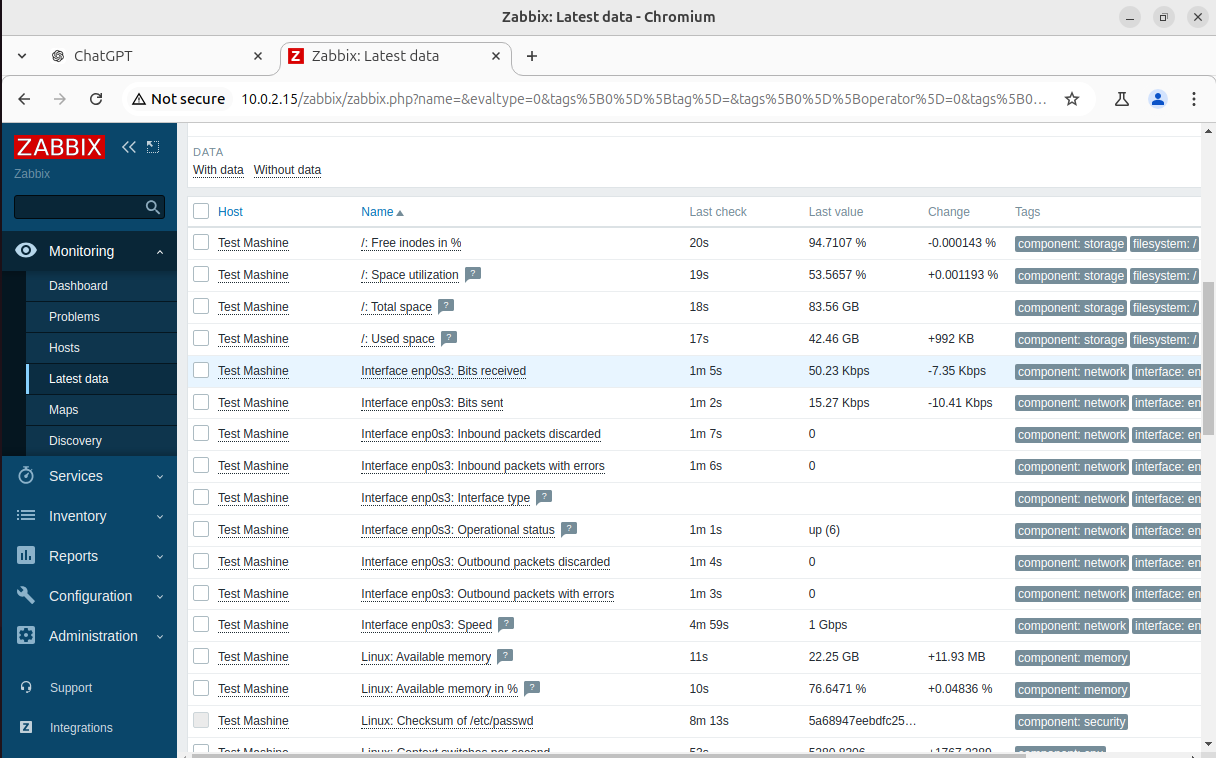 Zabbix: Latest data - Chromium
ChatGPT
Z Zabbix: Latest data
Not secure 10.0.2.15/zabbix/zabbix.php?name=&evaltype=0&tags%5B0%5D%5Btag%5D=&tags%5B0%5D%5Boperator%5D=0&tags%5B0...
ZABBIX
Zabbix
Monitoring
Dashboard
Problems
Hosts
Latest data
Maps
Discovery
Services
Inventory
Reports
Configuration
Administration
Support
Z Integrations
DATA
With data Without data
Host Name Last check Last value Change Tags
Test Mashine /: Free inodes in % 20s 94.7107 % -0.000143 % component: storage filesystem: /
Test Mashine /: Space utilization ? 19s 53.5657 % +0.001193 % component: storage filesystem: /
Test Mashine /: Total space ? 18s 83.56 GB component: storage filesystem: /
Test Mashine /: Used space ? 17s 42.46 GB +992 KB component: storage filesystem: /
Test Mashine Interface enp0s3: Bits received 1m 5s 50.23 Kbps -7.35 Kbps component: network interface: en
Test Mashine Interface enp0s3: Bits sent 1m 2s 15.27 Kbps -10.41 Kbps component: network interface: en
Test Mashine Interface enp0s3: Inbound packets discarded 1m 7s 0 component: network interface: en
Test Mashine Interface enp0s3: Inbound packets with errors 1m 6s 0 component: network interface: en
Test Mashine Interface enp0s3: Interface type ? component: network interface: en
Test Mashine Interface enp0s3: Operational status ? 1m 1s up (6) component: network interface: en
Test Mashine Interface enp0s3: Outbound packets discarded 1m 4s 0 component: network interface: en
Test Mashine Interface enp0s3: Outbound packets with errors 1m 3s 0 component: network interface: en
Test Mashine Interface enp0s3: Speed ? 4m 59s 1 Gbps component: network interface: en
Test Mashine Linux: Available memory ? 11s 22.25 GB +11.93 MB component: memory
Test Mashine Linux: Available memory in % ? 10s 76.6471 % +0.04836 % component: memory
Test Mashine Linux: Checksum of /etc/passwd 8m 13s 5a68947eebdfc25... component: security
Test Mashine Linux: Context switches per second